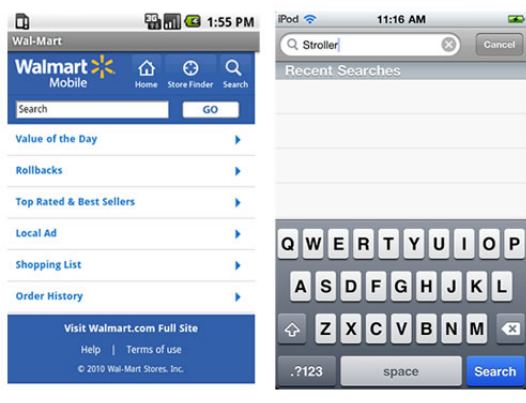 3G 1:55 PM
Wal-Mart
Walmart
Mobile
Home Store Finder Search
Search GO
Value of the Day
Rollbacks
Top Rated & Best Sellers
Local Ad
Shopping List
Order History
Visit Walmart.com Full Site
Help | Terms of use
© 2010 Wal-Mart Stores. Inc.
iPod 11:16 AM
Stroller Cancel
Recent Searches
Q W E R T Y U I O P
A S D F G H J K L
Z X C V B N M
.?123 space Search